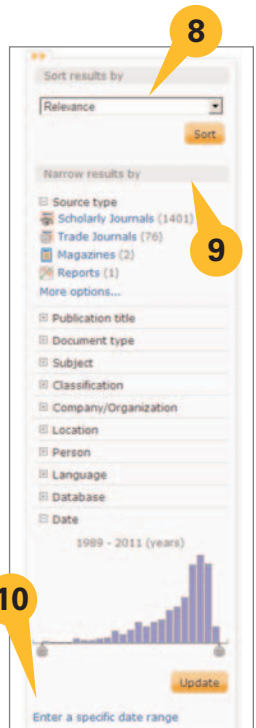 8
Sort results by
Relevance
Sort
Narrow results by
9
Source type
Scholarly Journals (1401)
Trade Journals (76)
Magazines (2)
Reports (1)
More options...
Publication title
Document type
Subject
Classification
Company/Organization
Location
Person
Language
Database
Date
1989 - 2011 (years)
10
Update
Enter a specific date range